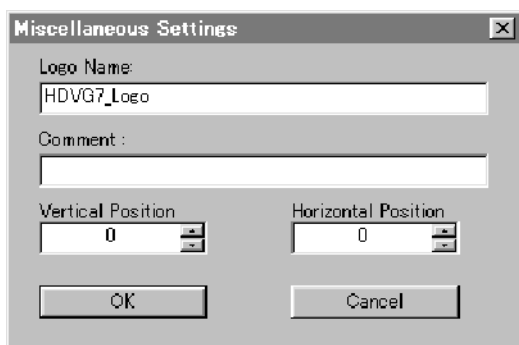 Miscellaneous Settings
Logo Name:
HDVG7_Logo
Comment :
Vertical Position Horizontal Position
0 0
OK Cancel